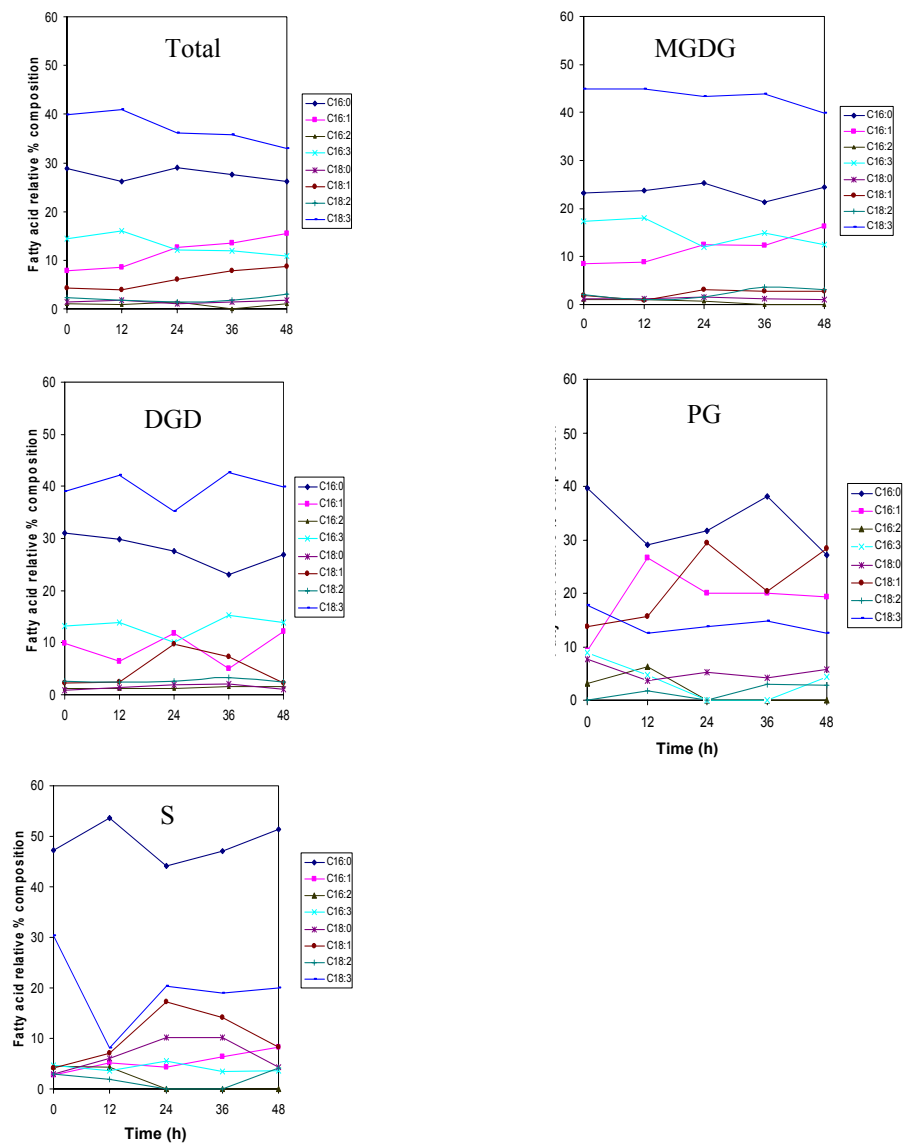 Total
Fatty acid relative % composition
60
50
40
30
20
10
0
0 12 24 36 48
C16:0
C16:1
C16:2
C16:3
C18:0
C18:1
C18:2
C18:3
MGDG
60
50
40
30
20
10
0
0 12 24 36 48
C16:0
C16:1
C16:2
C16:3
C18:0
C18:1
C18:2
C18:3
DGD
Fatty acid relative % composition
60
50
40
30
20
10
0
0 12 24 36 48
C16:0
C16:1
C16:2
C16:3
C18:0
C18:1
C18:2
C18:3
PG
60
50
40
30
20
10
0
0 12 24 36 48
Time (h)
C16:0
C16:1
C16:2
C16:3
C18:0
C18:1
C18:2
C18:3
S
Fatty acid relative % composition
60
50
40
30
20
10
0
0 12 24 36 48
Time (h)
C16:0
C16:1
C16:2
C16:3
C18:0
C18:1
C18:2
C18:3